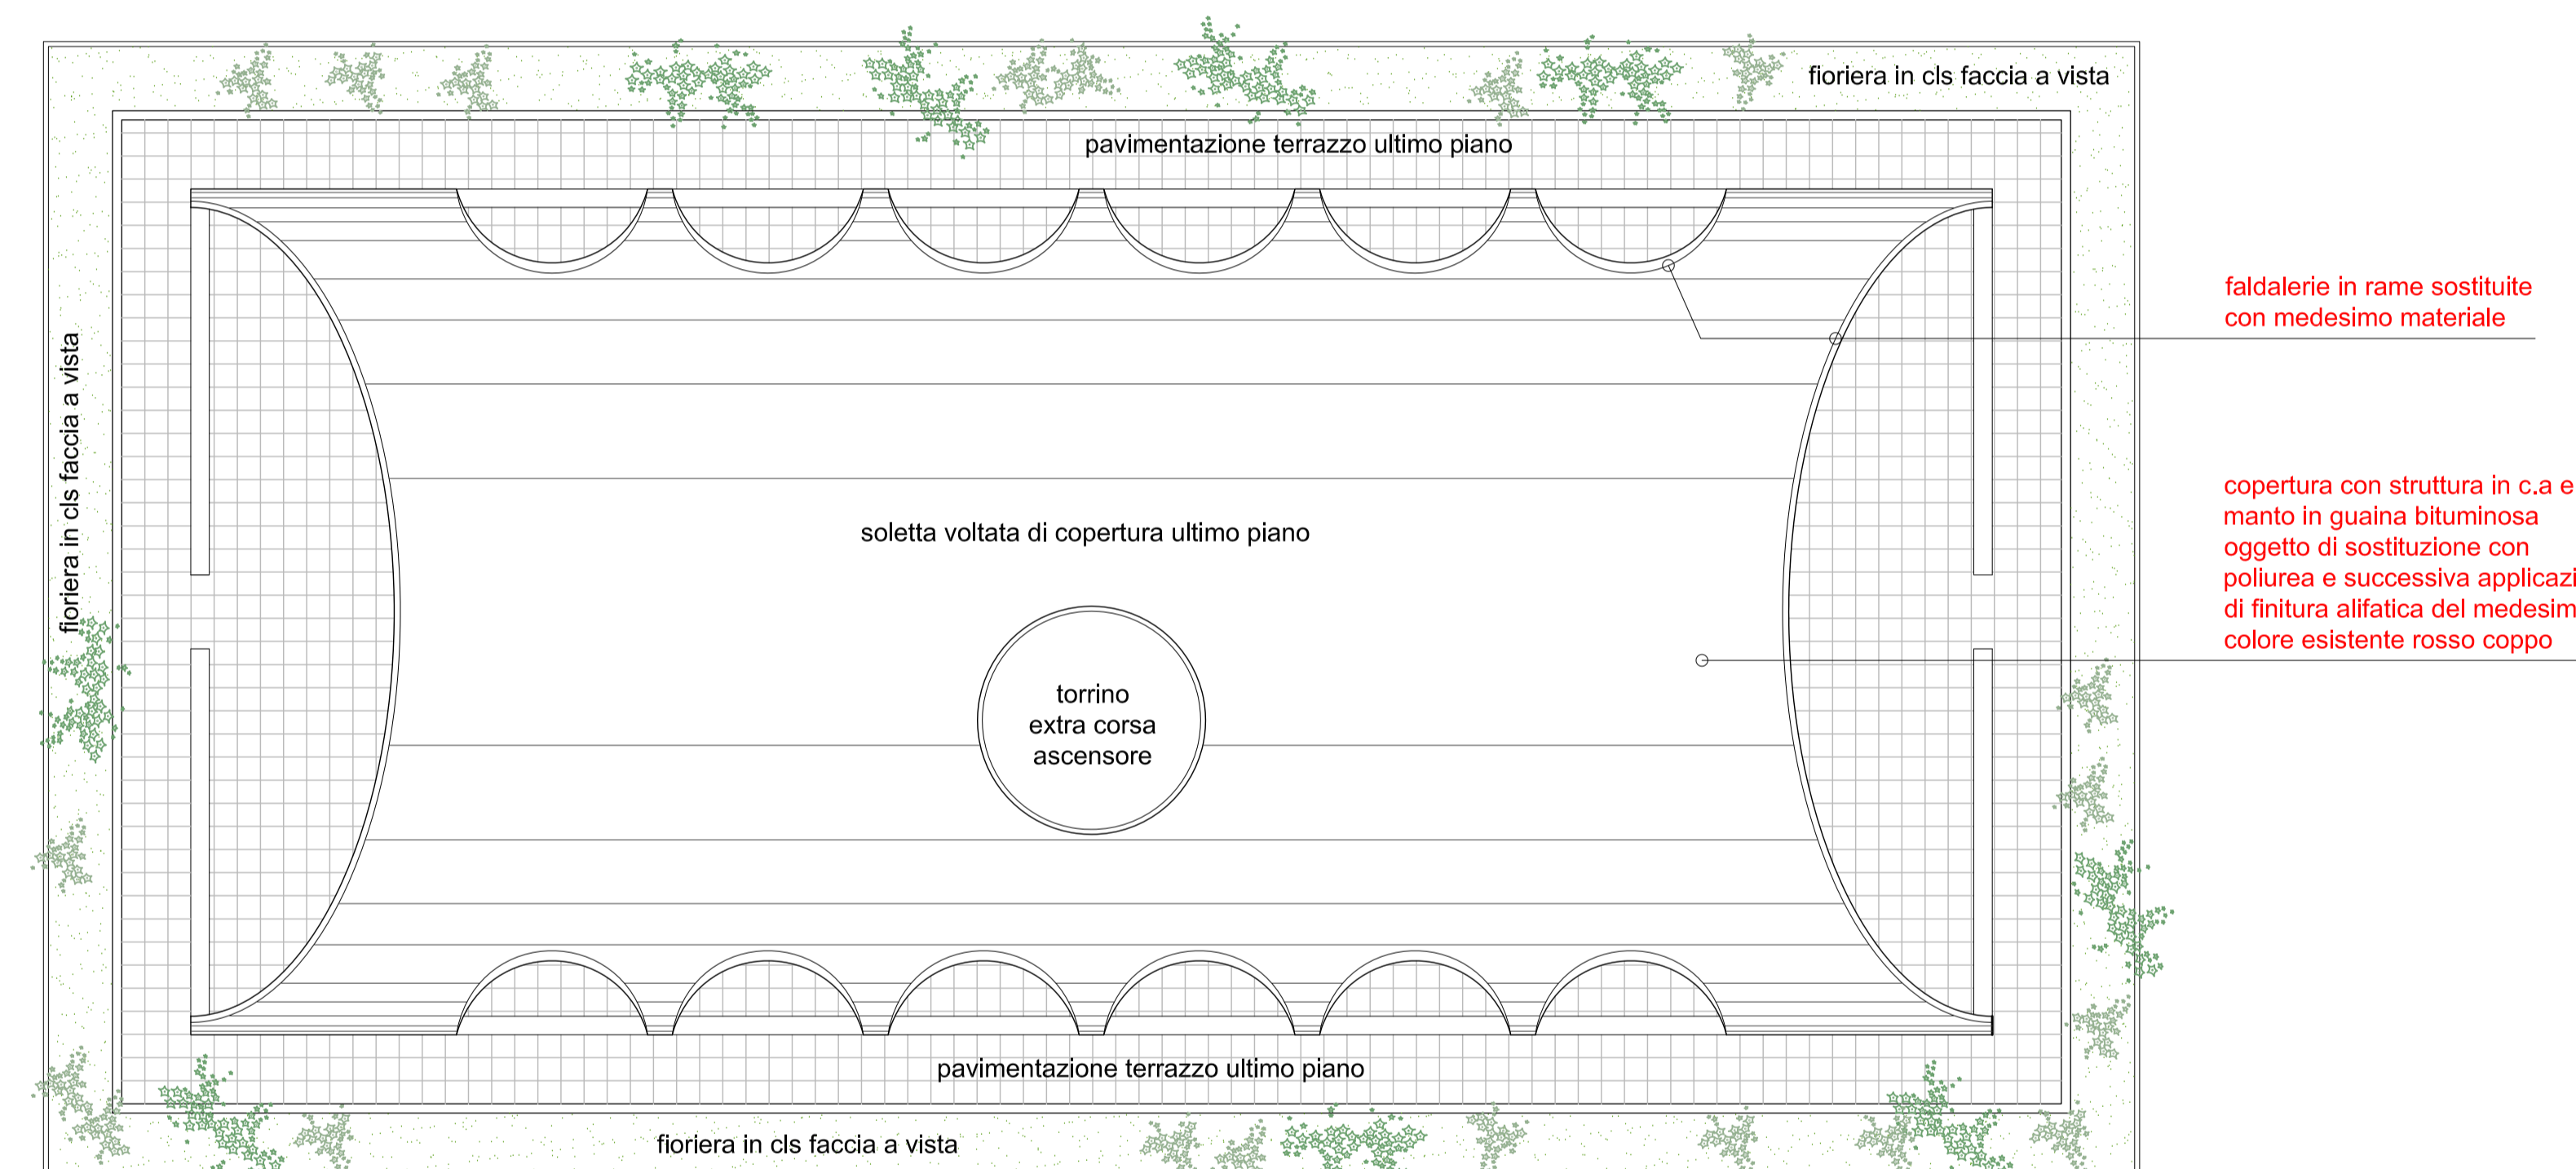 fioriera in cls faccia a vista
pavimentazione terrazzo ultimo piano
faldalerie in rame sostituite
con medesimo materiale
fioriera in cls faccia a vista
copertura con struttura in c.a e
manto in guaina bituminosa
oggetto di sostituzione con
poliurea e successiva applicazi
di finitura alifatica del medesim
colore esistente rosso coppo
soletta voltata di copertura ultimo piano
torrino
extra corsa
ascensore
pavimentazione terrazzo ultimo piano
fioriera in cls faccia a vista